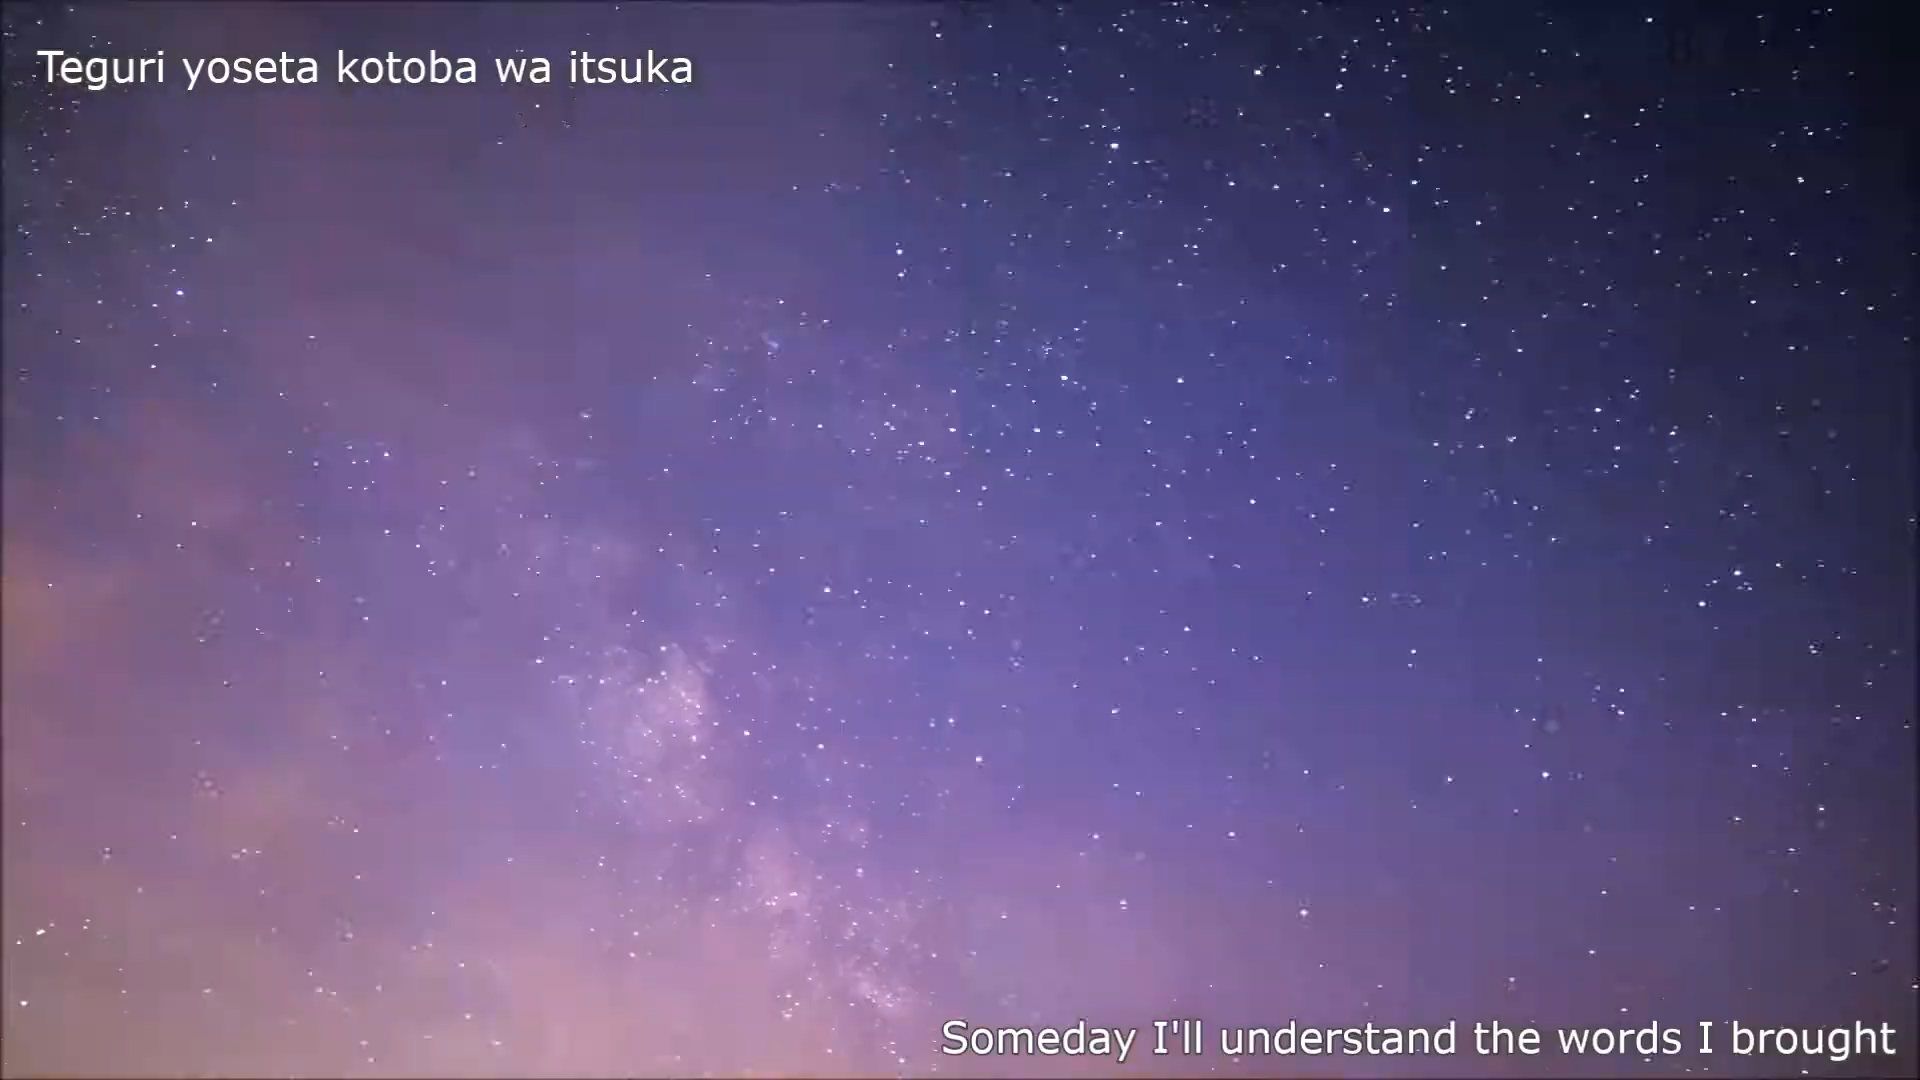 Teguri yoseta kotoba wa itsuka
Someday I'll understand the words I brought